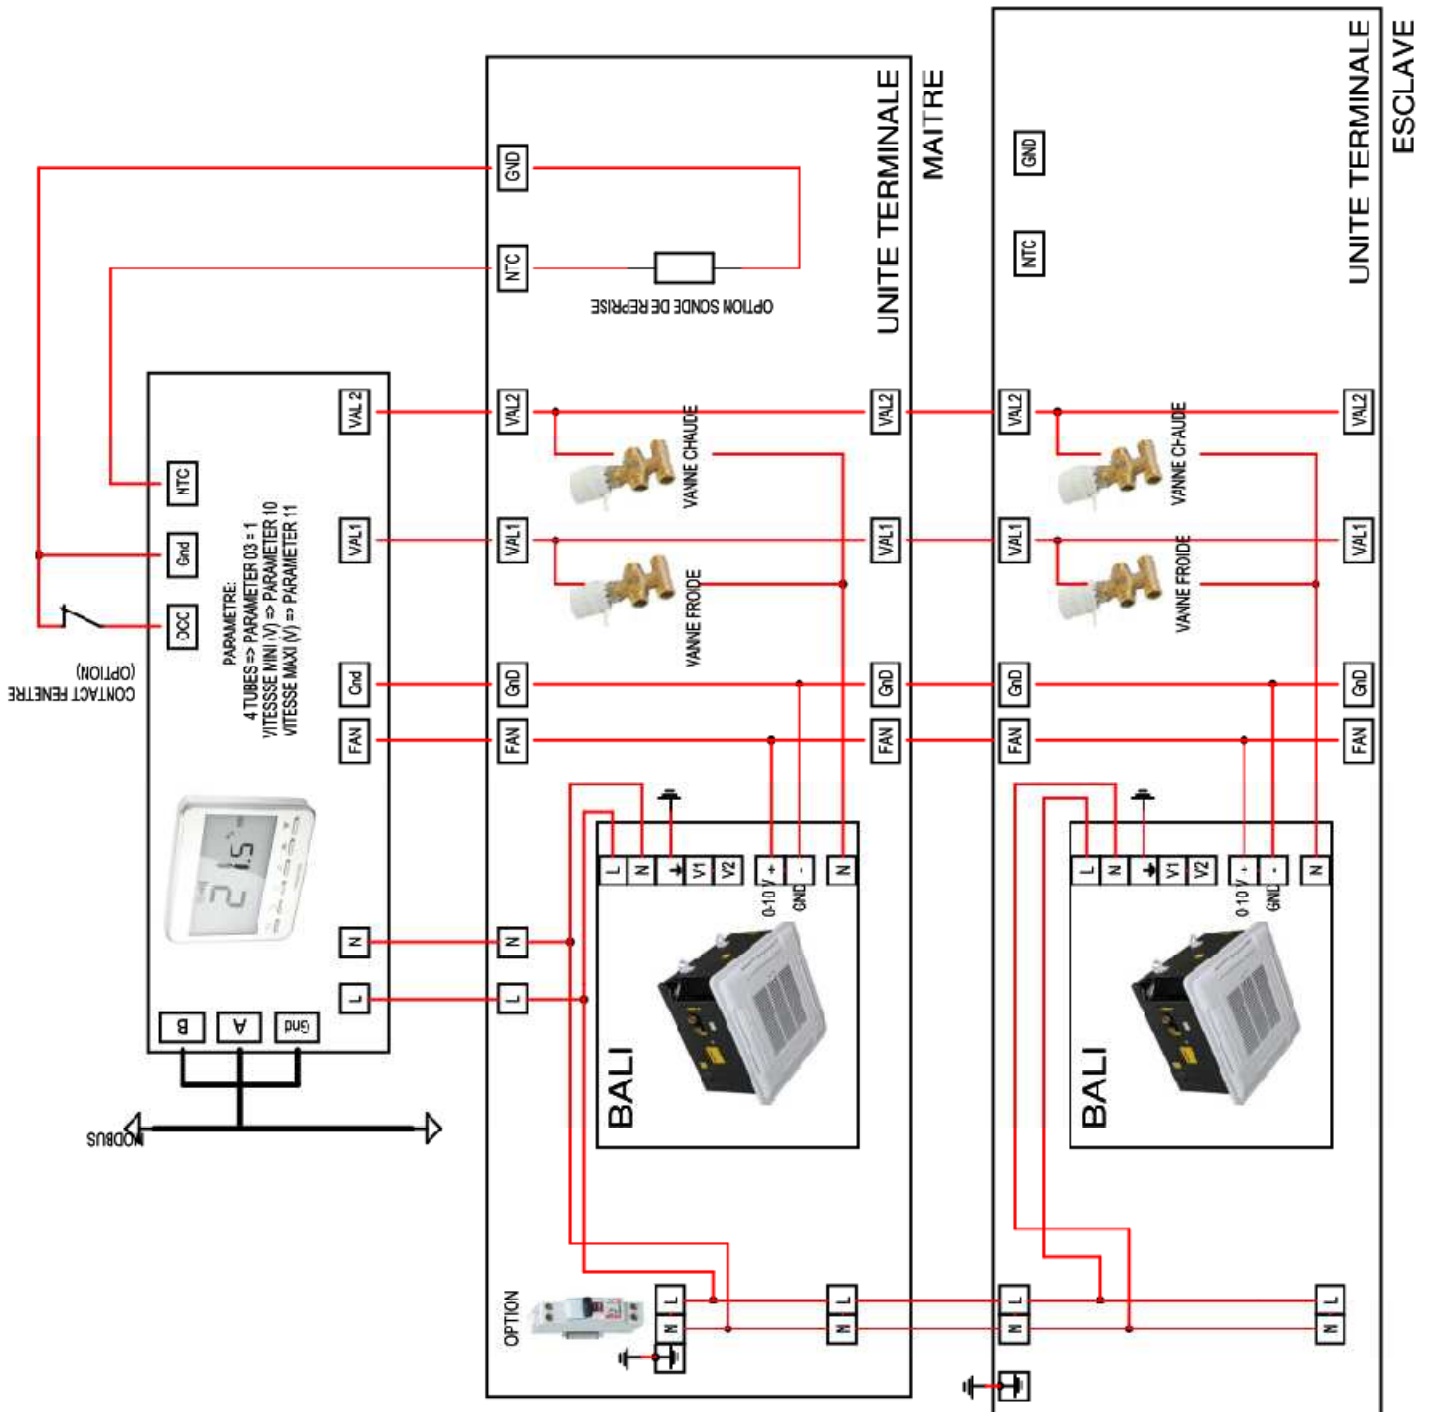 UNITE TERMINALE
ESCLAVE
UNITE TERMINALE
MAITRE
GND
NTC
OPTION SONDE DE REPRISE
GND
NTC
VAL 2
VAL2
VAL2
VAL2
VAL2
VANNE CHAUDE
VANNE CHAUDE
NTC
Gnd
OCC
CONTACT FENETRE
(OPTION)
PARAMETRE:
4 TUBES => PARAMETER 03 = 1
VITESSSE MINI (V) => PARAMETER 10
VITESSE MAXI (V) => PARAMETER 11
VAL1
VAL1
VAL1
VAL1
VAL1
VANNE FROIDE
VANNE FROIDE
Gnd
GnD
GnD
GnD
GnD
FAN
FAN
FAN
FAN
FAN
21.5
L
N
V1
V2
0-10 V +
GND -
N
BALI
L
N
V1
V2
0-10 V +
GND -
N
BALI
N
N
L
L
B
A
Gnd
MODBUS
OPTION
L
N
L
N
L
N
L
N